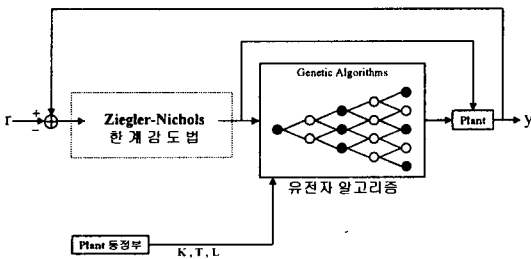 Genetic Algorithms
r
+
−
Ziegler-Nichols
한계감도법
Plant
y
유전자 알고리즘
Plant 동정부
K, T, L